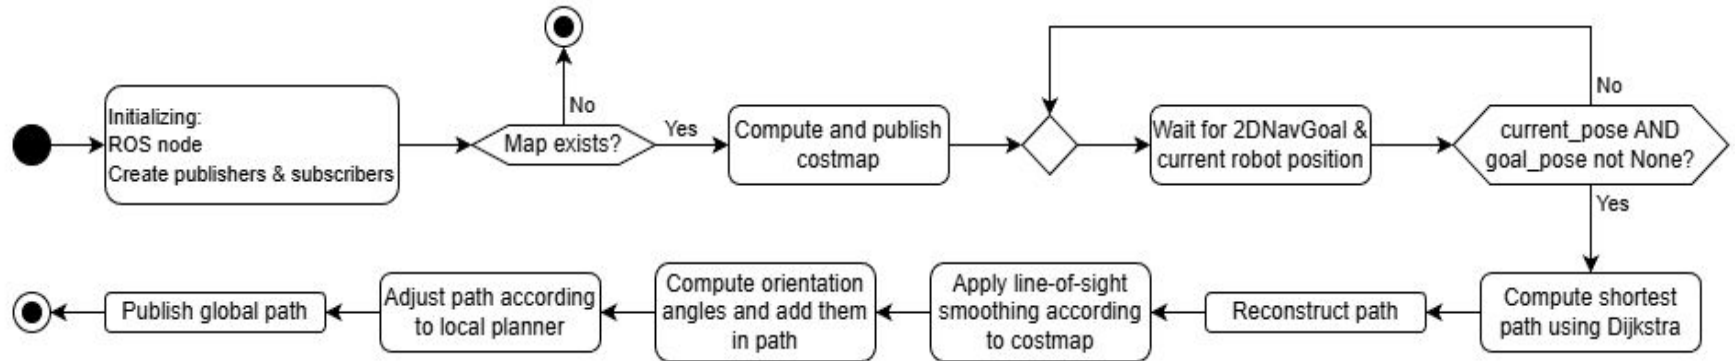 Initializing:
ROS node
Create publishers & subscribers
No
Map exists?
Yes
Compute and publish
costmap
Wait for 2DNavGoal &
current robot position
No
current_pose AND
goal_pose not None?
Yes
Compute shortest
path using Dijkstra
Reconstruct path
Apply line-of-sight
smoothing according
to costmap
Compute orientation
angles and add them
in path
Adjust path according
to local planner
Publish global path